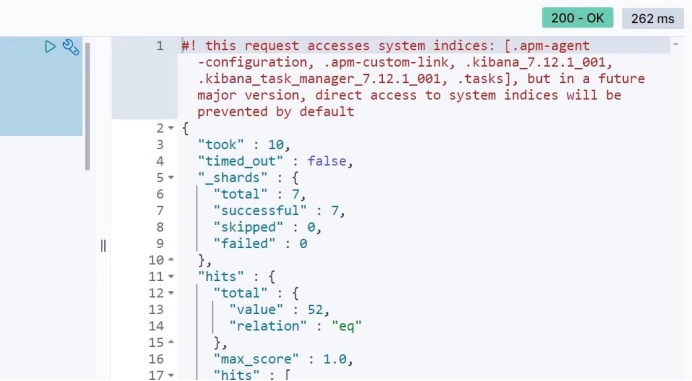 200 - OK
262 ms
1 #! this request accesses system indices: [.apm-agent
-configuration, .apm-custom-link, .kibana_7.12.1_001,
.kibana_task_manager_7.12.1_001, .tasks], but in a future
major version, direct access to system indices will be
prevented by default
2 {
3 "took" : 10,
4 "timed_out" : false,
5 "_shards" : {
6 "total" : 7,
7 "successful" : 7,
8 "skipped" : 0,
9 "failed" : 0
10 },
11 "hits" : {
12 "total" : {
13 "value" : 52,
14 "relation" : "eq"
15 },
16 "max_score" : 1.0,
17 "hits" : [